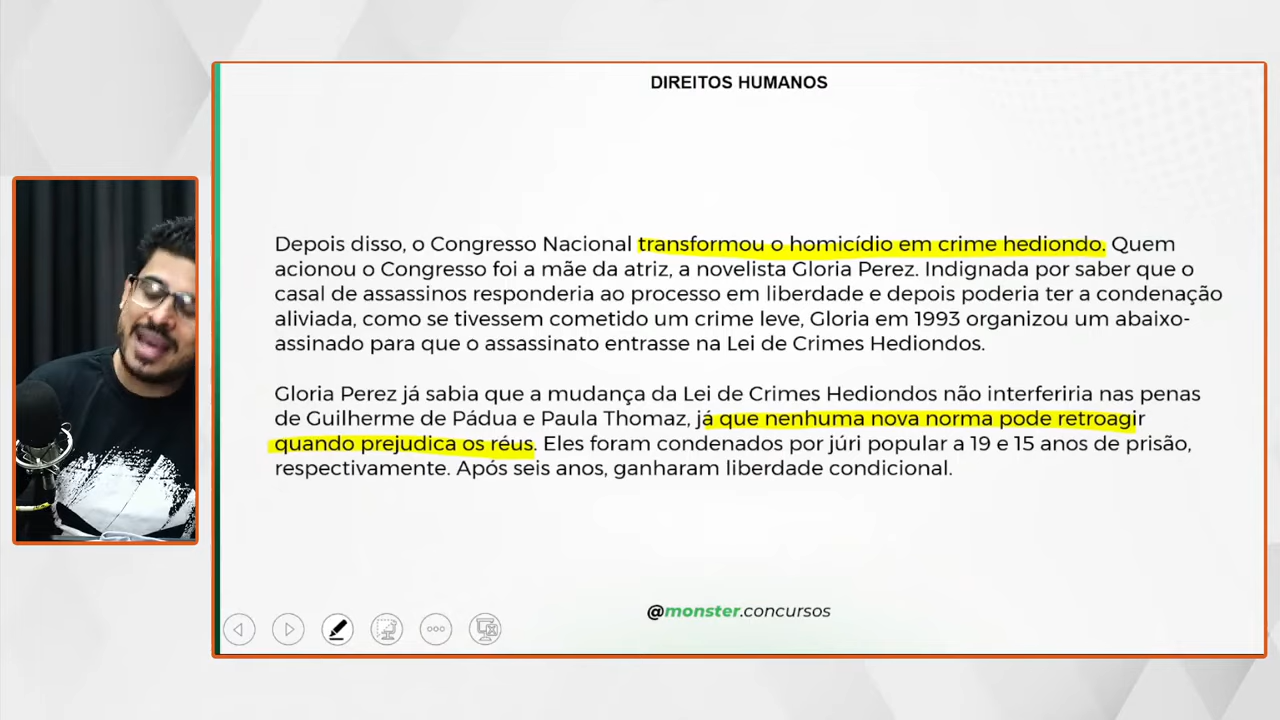 DIREITOS HUMANOS
Depois disso, o Congresso Nacional transformou o homicídio em crime hediondo. Quem
acionou o Congresso foi a mãe da atriz, a novelista Gloria Perez. Indignada por saber que o
casal de assassinos responderia ao processo em liberdade e depois poderia ter a condenação
aliviada, como se tivessem cometido um crime leve, Gloria em 1993 organizou um abaixo-
assinado para que o assassinato entrasse na Lei de Crimes Hediondos.
Gloria Perez já sabia que a mudança da Lei de Crimes Hediondos não interferiria nas penas
de Guilherme de Pádua e Paula Thomaz, já que nenhuma nova norma pode retroagir
quando prejudica os réus. Eles foram condenados por júri popular a 19 e 15 anos de prisão,
respectivamente. Após seis anos, ganharam liberdade condicional.
@monster.concursos